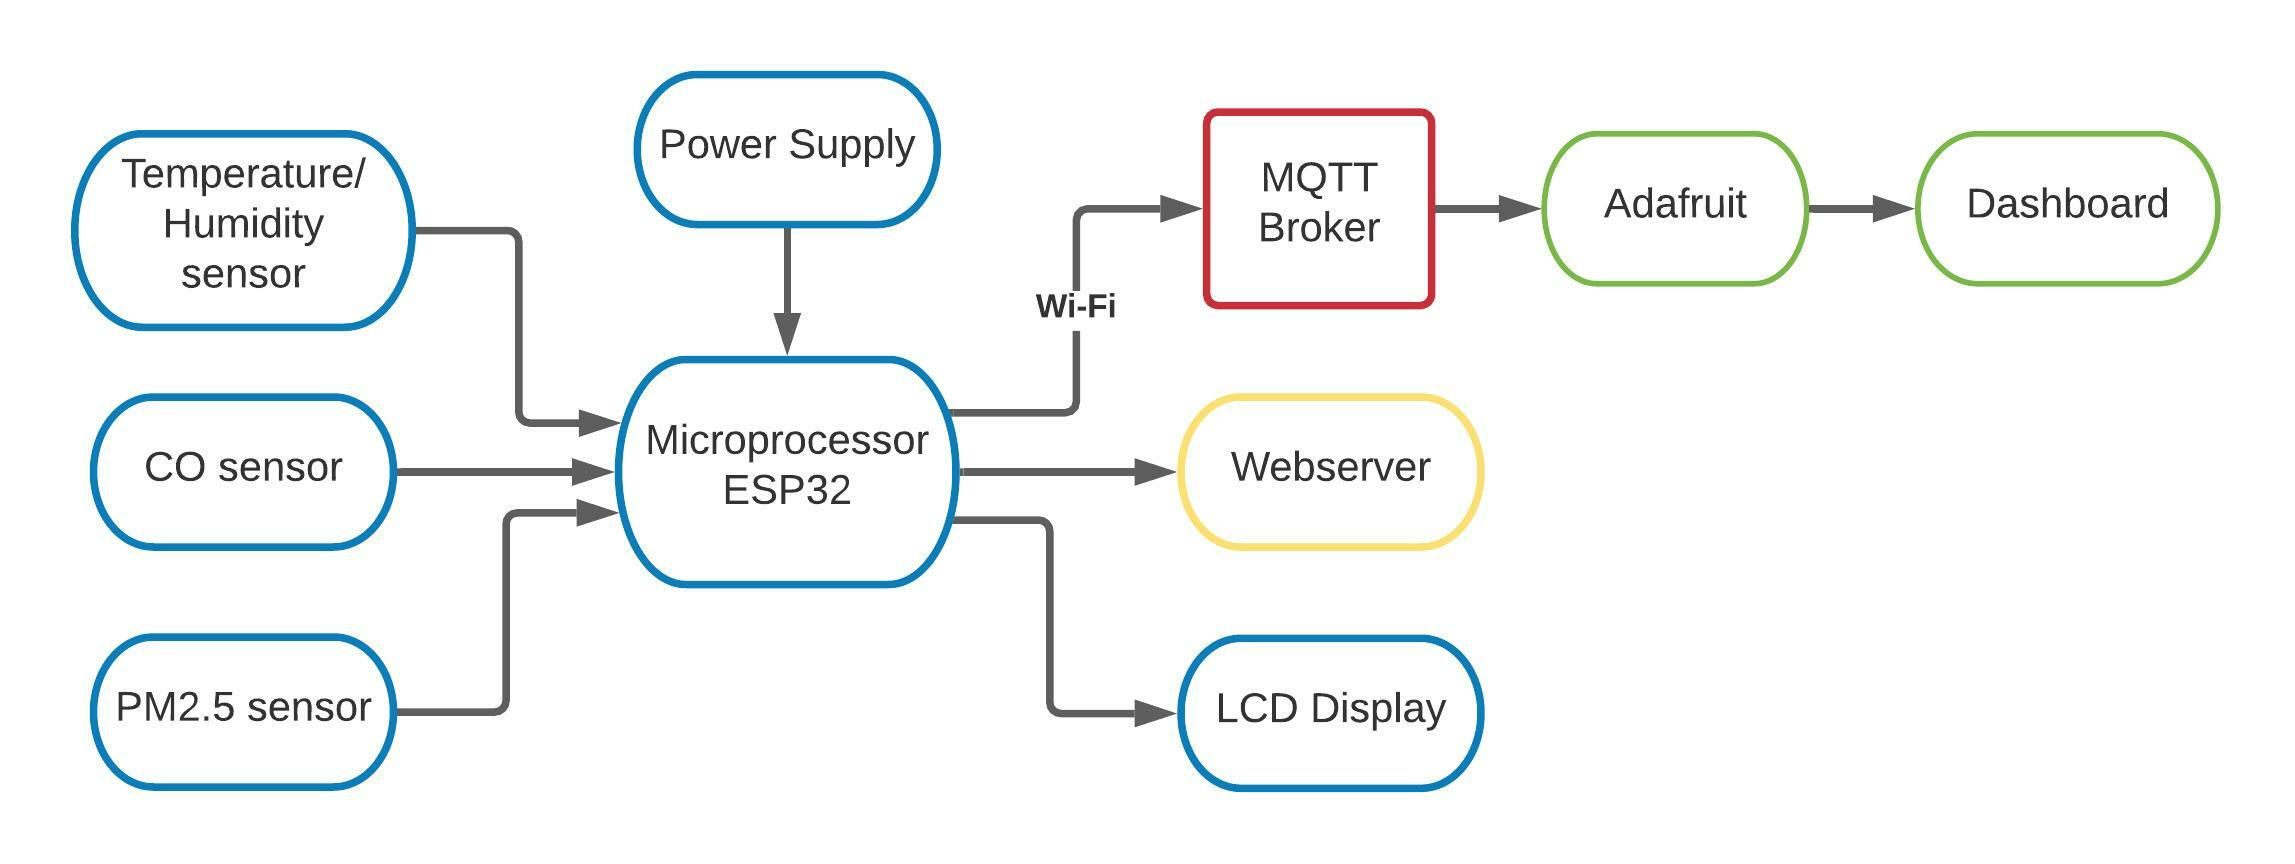 Temperature/
Humidity
sensor
Power Supply
MQTT
Broker
Adafruit
Dashboard
Wi-Fi
CO sensor
Microprocessor
ESP32
Webserver
PM2.5 sensor
LCD Display